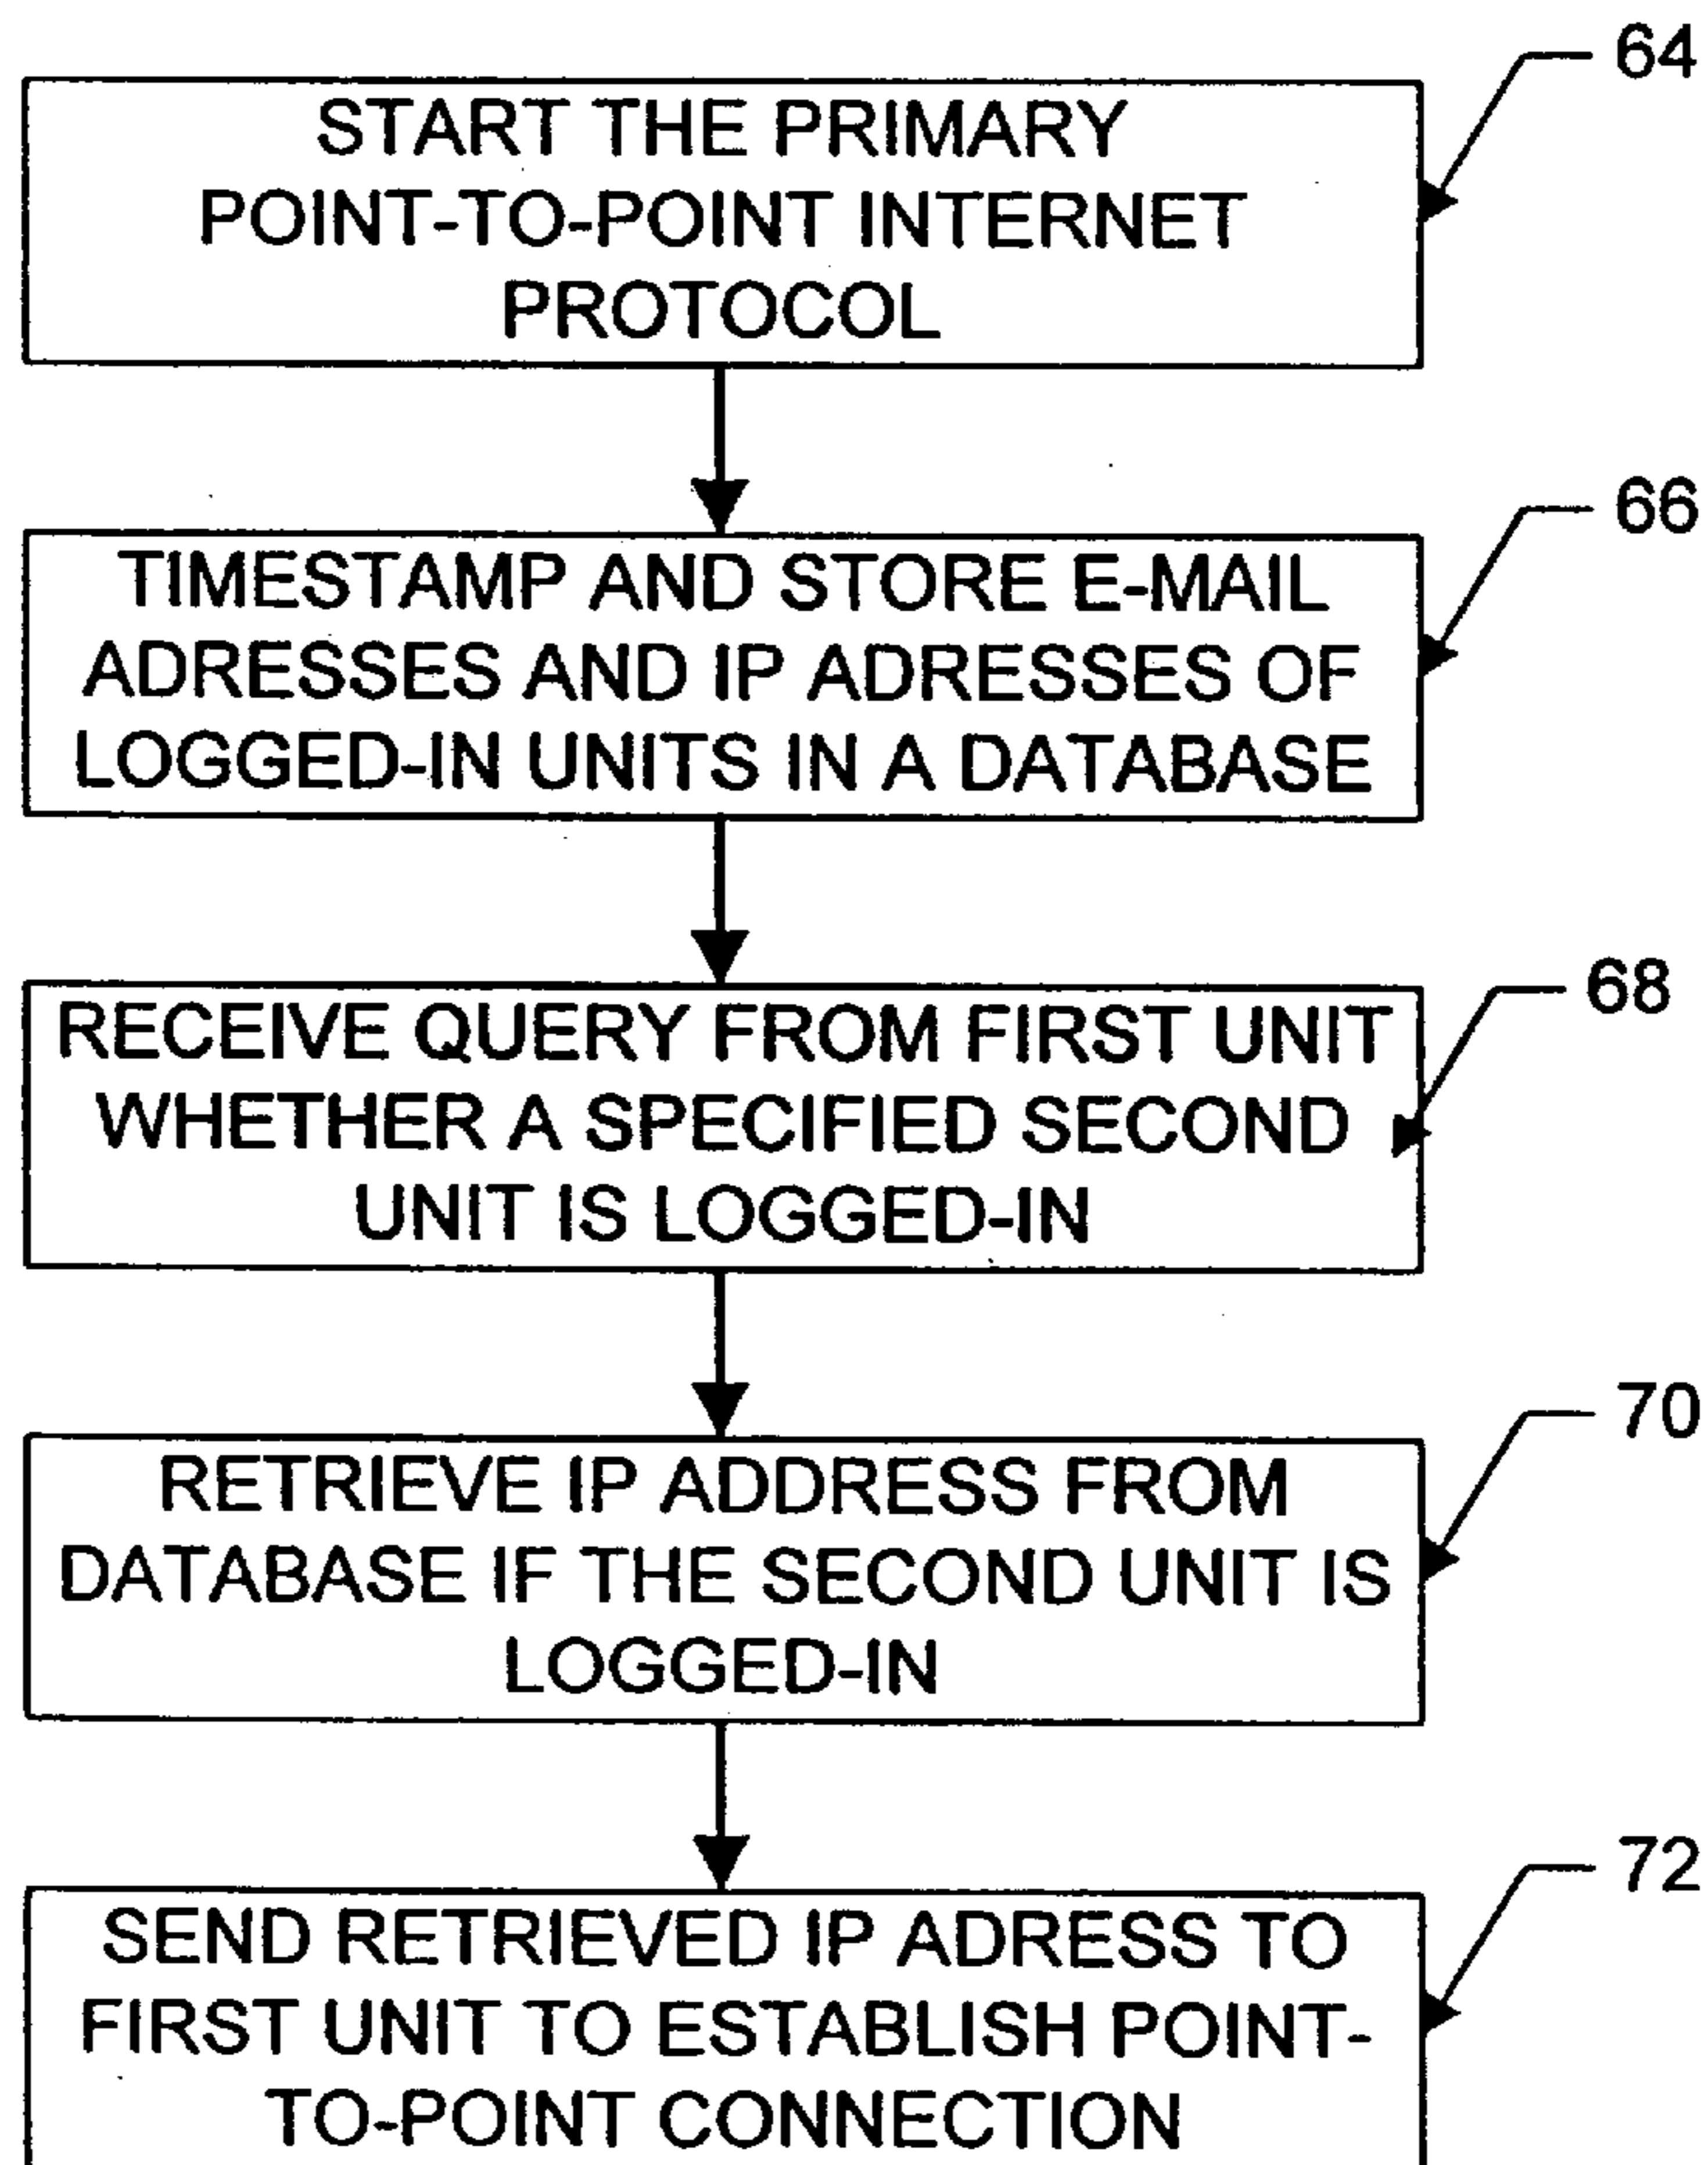 64
START THE PRIMARY
POINT-TO-POINT INTERNET
PROTOCOL
66
TIMESTAMP AND STORE E-MAIL
ADRESSES AND IP ADRESSES OF
LOGGED-IN UNITS IN A DATABASE
68
RECEIVE QUERY FROM FIRST UNIT
WHETHER A SPECIFIED SECOND
UNIT IS LOGGED-IN
70
RETRIEVE IP ADDRESS FROM
DATABASE IF THE SECOND UNIT IS
LOGGED-IN
72
SEND RETRIEVED IP ADRESS TO
FIRST UNIT TO ESTABLISH POINT-
TO-POINT CONNECTION